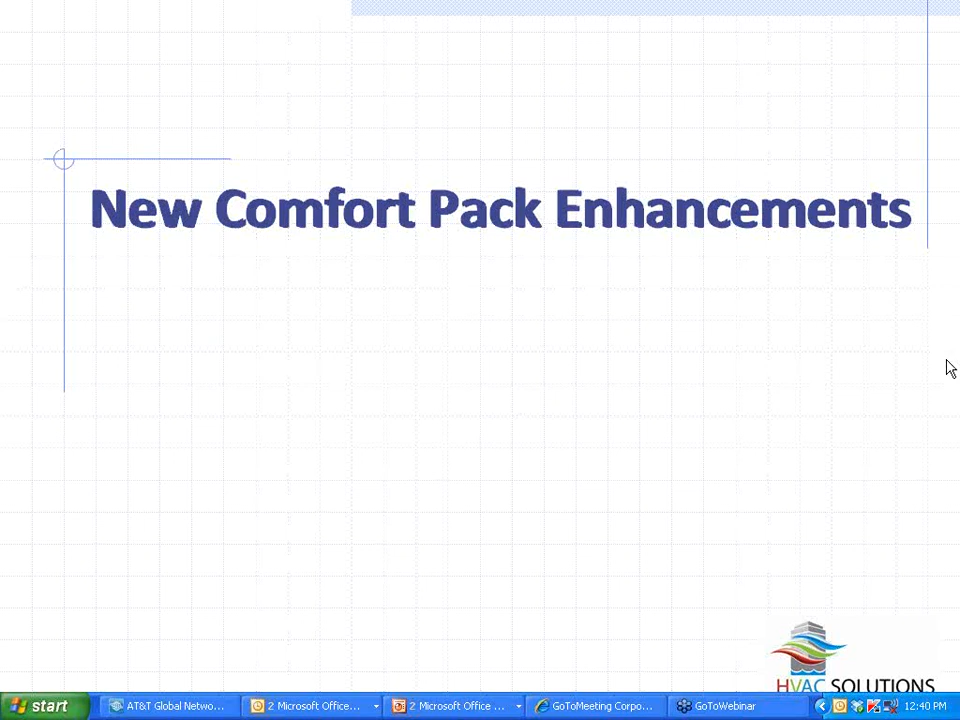 New Comfort Pack Enhancements
HVAC SOLUTIONS
start
AT&T Global Netwo...
2 Microsoft Office...
2 Microsoft Office ...
GoToMeeting Corpo...
GoToWebinar
12:40 PM